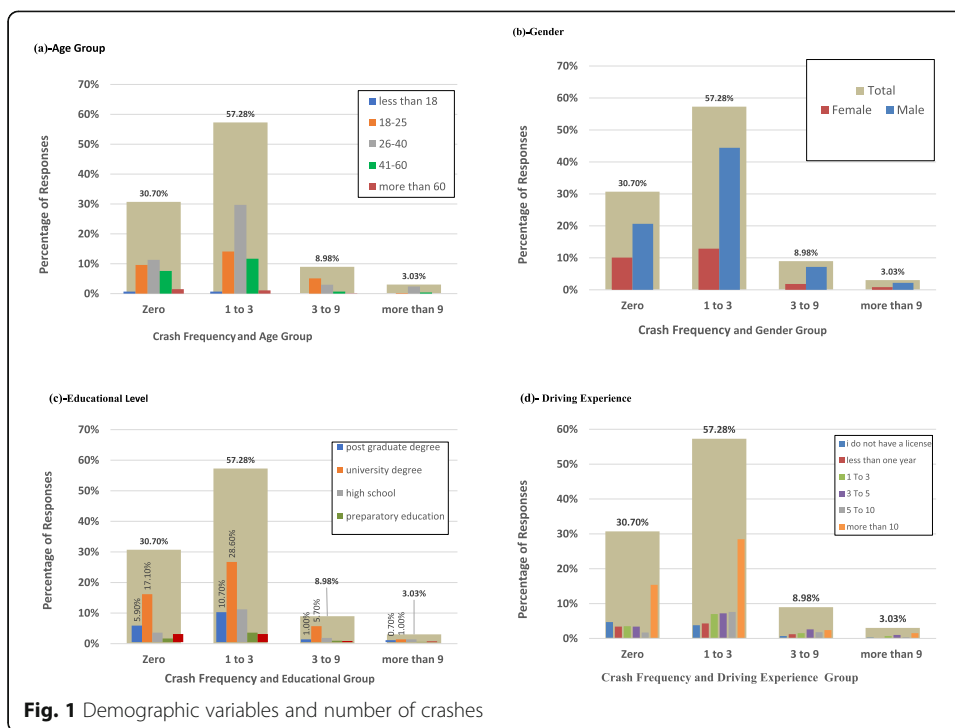 (a)-Age Group
Percentage of Responses
70%
60%
50%
40%
30%
20%
10%
0%
30.70%
57.28%
8.98%
3.03%
less than 18
18-25
26-40
41-60
more than 60
Zero
1 to 3
3 to 9
more than 9
Crash Frequency and Age Group
(b)-Gender
Percentage of Responses
70%
60%
50%
40%
30%
20%
10%
0%
30.70%
57.28%
8.98%
3.03%
Total
Female Male
Zero
1 to 3
3 to 9
more than 9
Crash Frequency and Gender Group
(c)-Educational Level
Percentage of Responses
70%
60%
50%
40%
30%
20%
10%
0%
30.70%
5.90%
17.10%
57.28%
10.70%
28.60%
8.98%
1.00%
5.70%
3.03%
0.70%
1.00%
post graduate degree
university degree
high school
preparatory education
Zero
1 to 3
3 to 9
more than 9
Crash Frequency and Educational Group
(d)- Driving Experience
Percentage of Responses
60%
50%
40%
30%
20%
10%
0%
30.70%
57.28%
8.98%
3.03%
i do not have a license
less than one year
1 To 3
3 To 5
5 To 10
more than 10
Zero
1 to 3
3 to 9
more than 9
Crash Frequency and Driving Experience Group
Fig. 1 Demographic variables and number of crashes